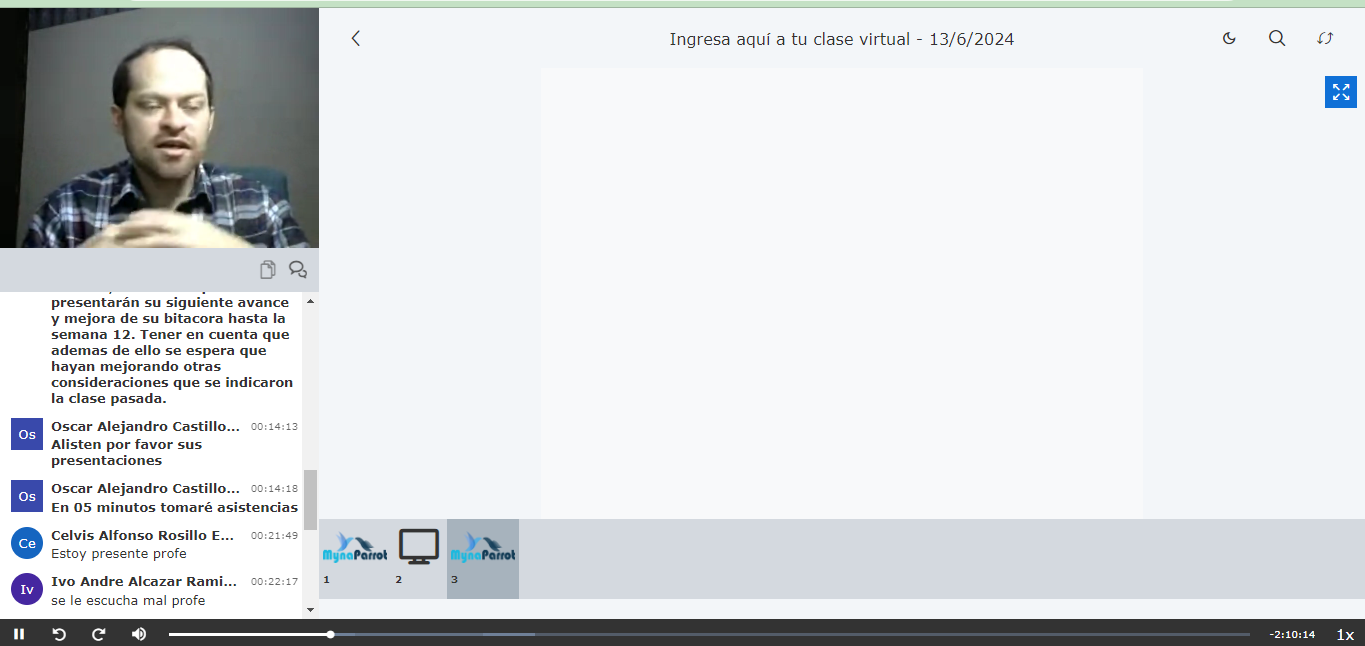 Ingresa aquí a tu clase virtual - 13/6/2024
presentarán su siguiente avance
y mejora de su bitacora hasta la
semana 12. Tener en cuenta que
ademas de ello se espera que
hayan mejorando otras
consideraciones que se indicaron
la clase pasada.
Os
Oscar Alejandro Castillo... 00:14:13
Alisten por favor sus
presentaciones
Os
Oscar Alejandro Castillo... 00:14:18
En 05 minutos tomaré asistencias
Ce
Celvis Alfonso Rosillo E... 00:21:49
Estoy presente profe
Iv
Ivo Andre Alcazar Rami... 00:22:17
se le escucha mal profe
MynaParrot
1
2
MynaParrot
3
-2:10:14 1x